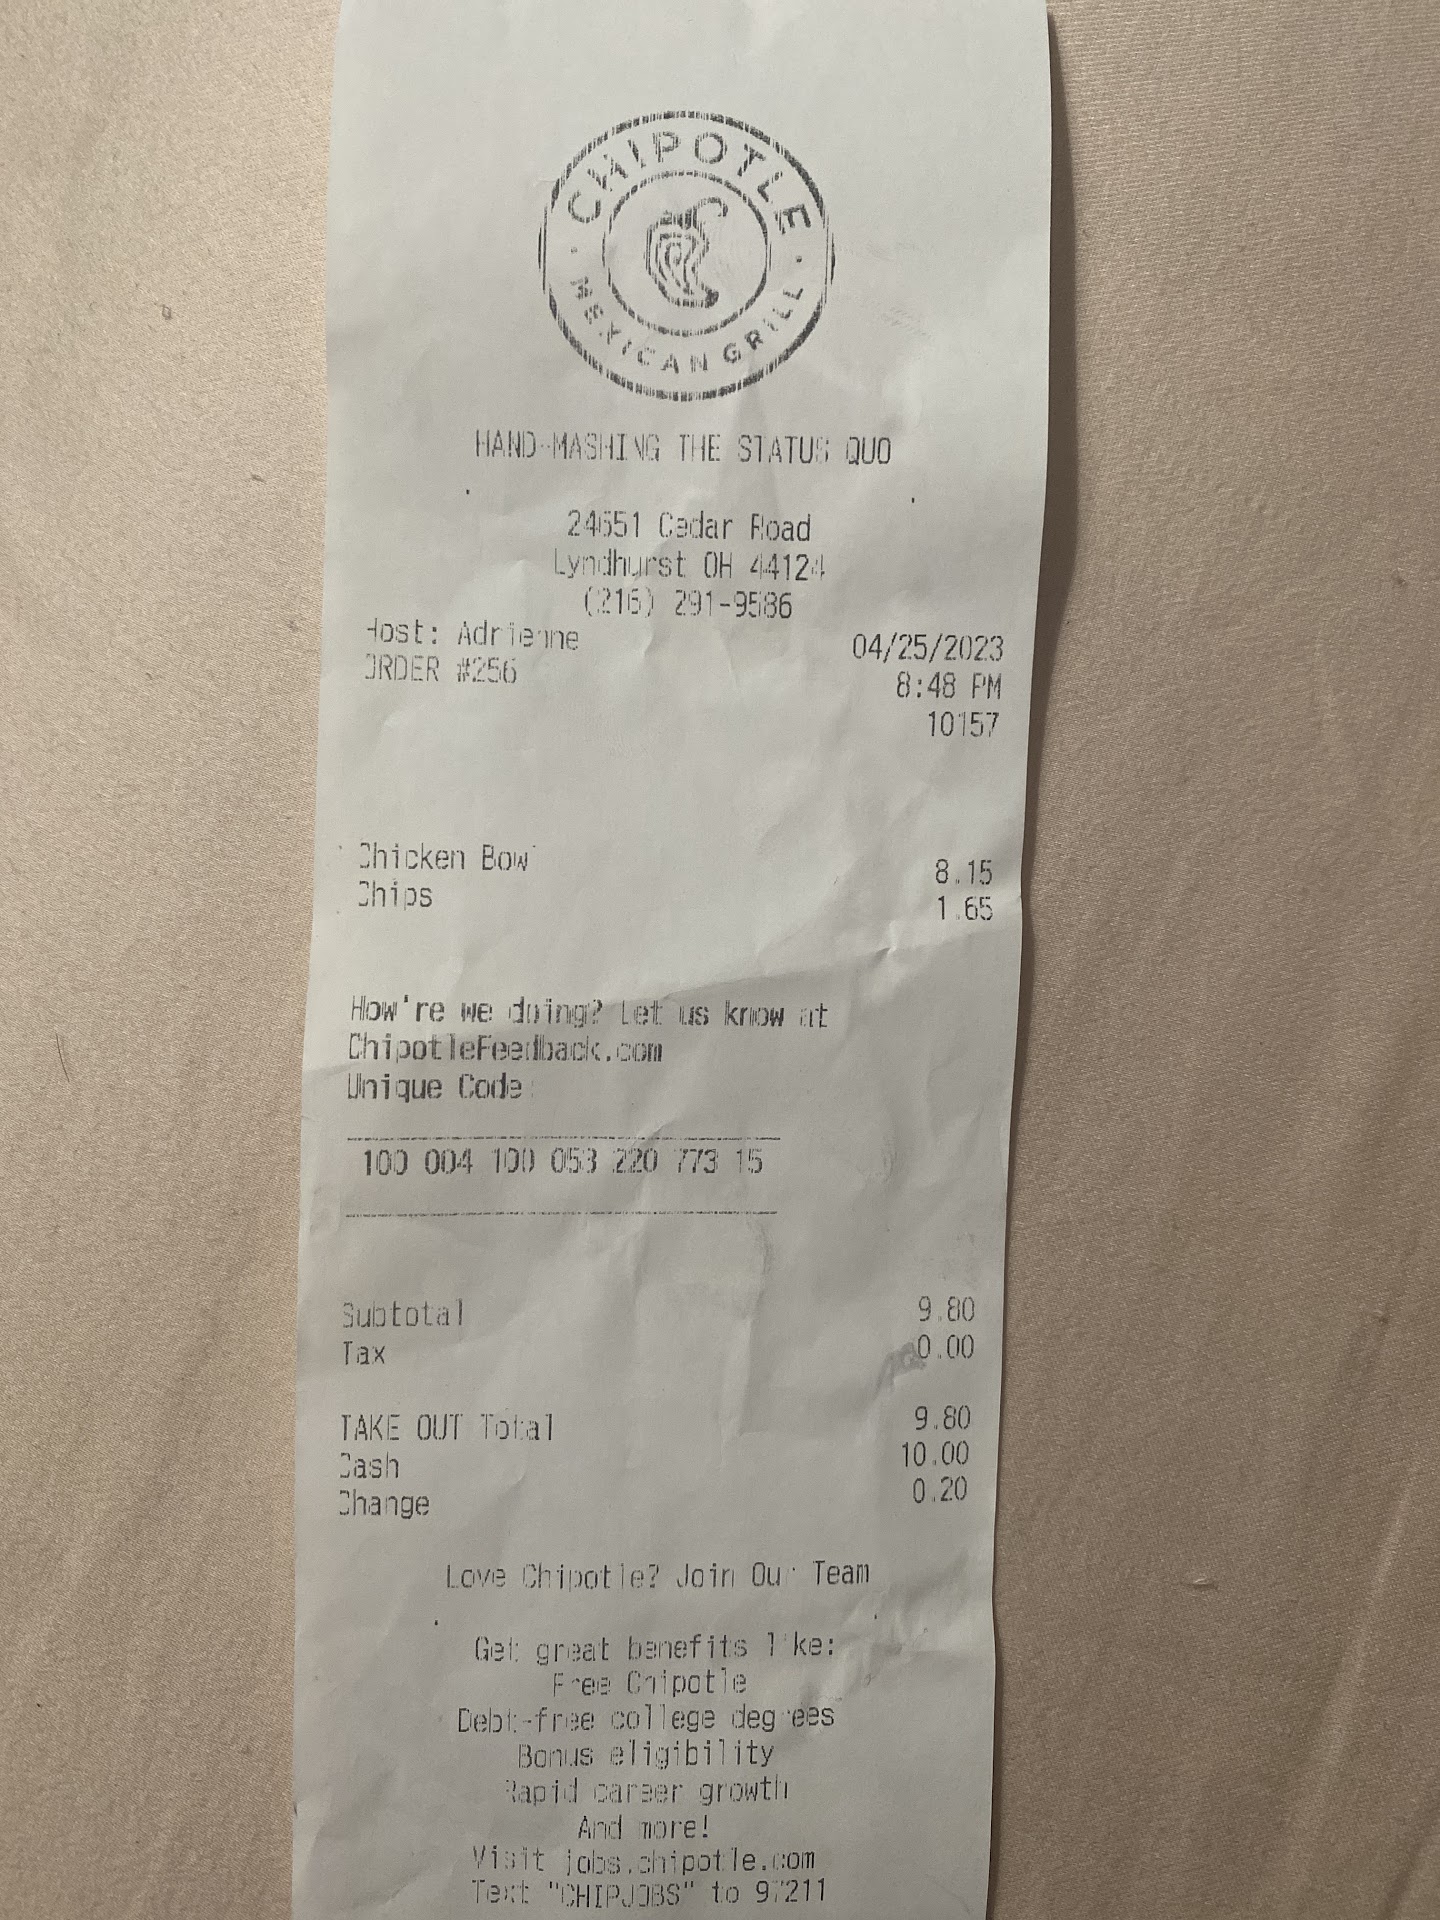 CHIPOTLE
MEXICAN GRILL
HAND-MASHING THE STATUS QUO
24651 Cedar Road
Lyndhurst OH 44124
(216) 291-9586
Host: Adrienne 04/25/2023
ORDER #256 8:48 PM
10157
Chicken Bowl 8.15
Chips 1.65
How're we doing? Let us know at
ChipotleFeedback.com
Unique Code:
100 004 100 053 220 773 15
Subtotal 9.80
Tax 0.00
TAKE OUT Total 9.80
Cash 10.00
Change 0.20
Love Chipotle? Join Our Team
Get great benefits like:
Free Chipotle
Debt-free college degrees
Bonus eligibility
Rapid career growth
And more!
Visit jobs.chipotle.com
Text "CHIPJOBS" to 97211